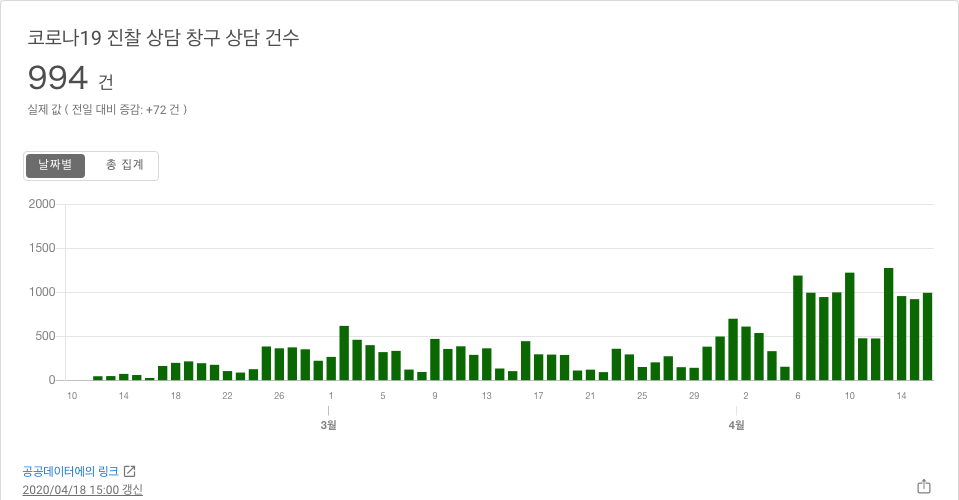 코로나19 진찰 상담 창구 상담 건수
994 건
실제 값 ( 전일 대비 증감: +72 건 )
날짜별 총 집계
2000
1500
1000
500
0
10 14 18 22 26 1 5 9 13 17 21 25 29 2 6 10 14
3월 4월
공공데이터에의 링크
2020/04/18 15:00 갱신